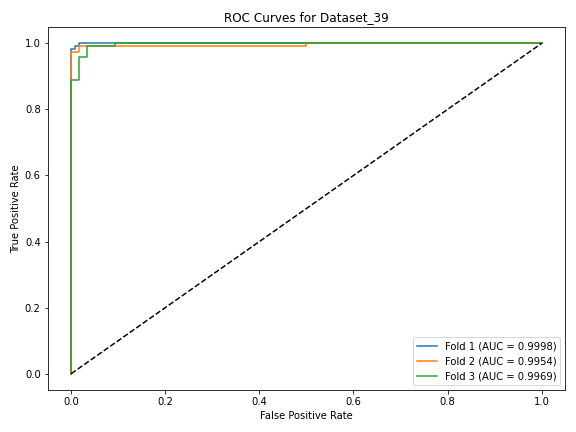 ROC Curves for Dataset_39
True Positive Rate
1.0
0.8
0.6
0.4
0.2
0.0
0.0 0.2 0.4 0.6 0.8 1.0
False Positive Rate
Fold 1 (AUC = 0.9998)
Fold 2 (AUC = 0.9954)
Fold 3 (AUC = 0.9969)